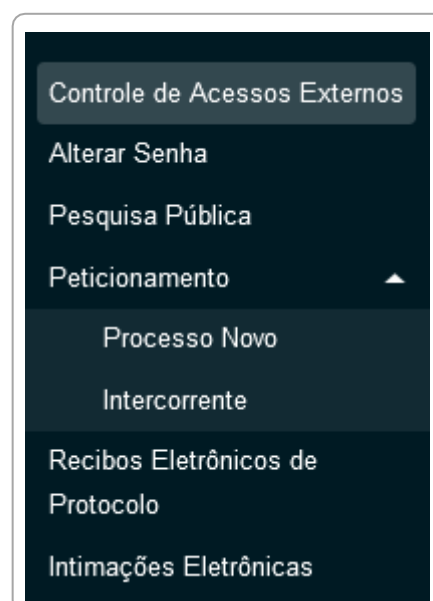 Controle de Acessos Externos
Alterar Senha
Pesquisa Pública
Peticionamento
Processo Novo
Intercorrente
Recibos Eletrônicos de
Protocolo
Intimações Eletrônicas